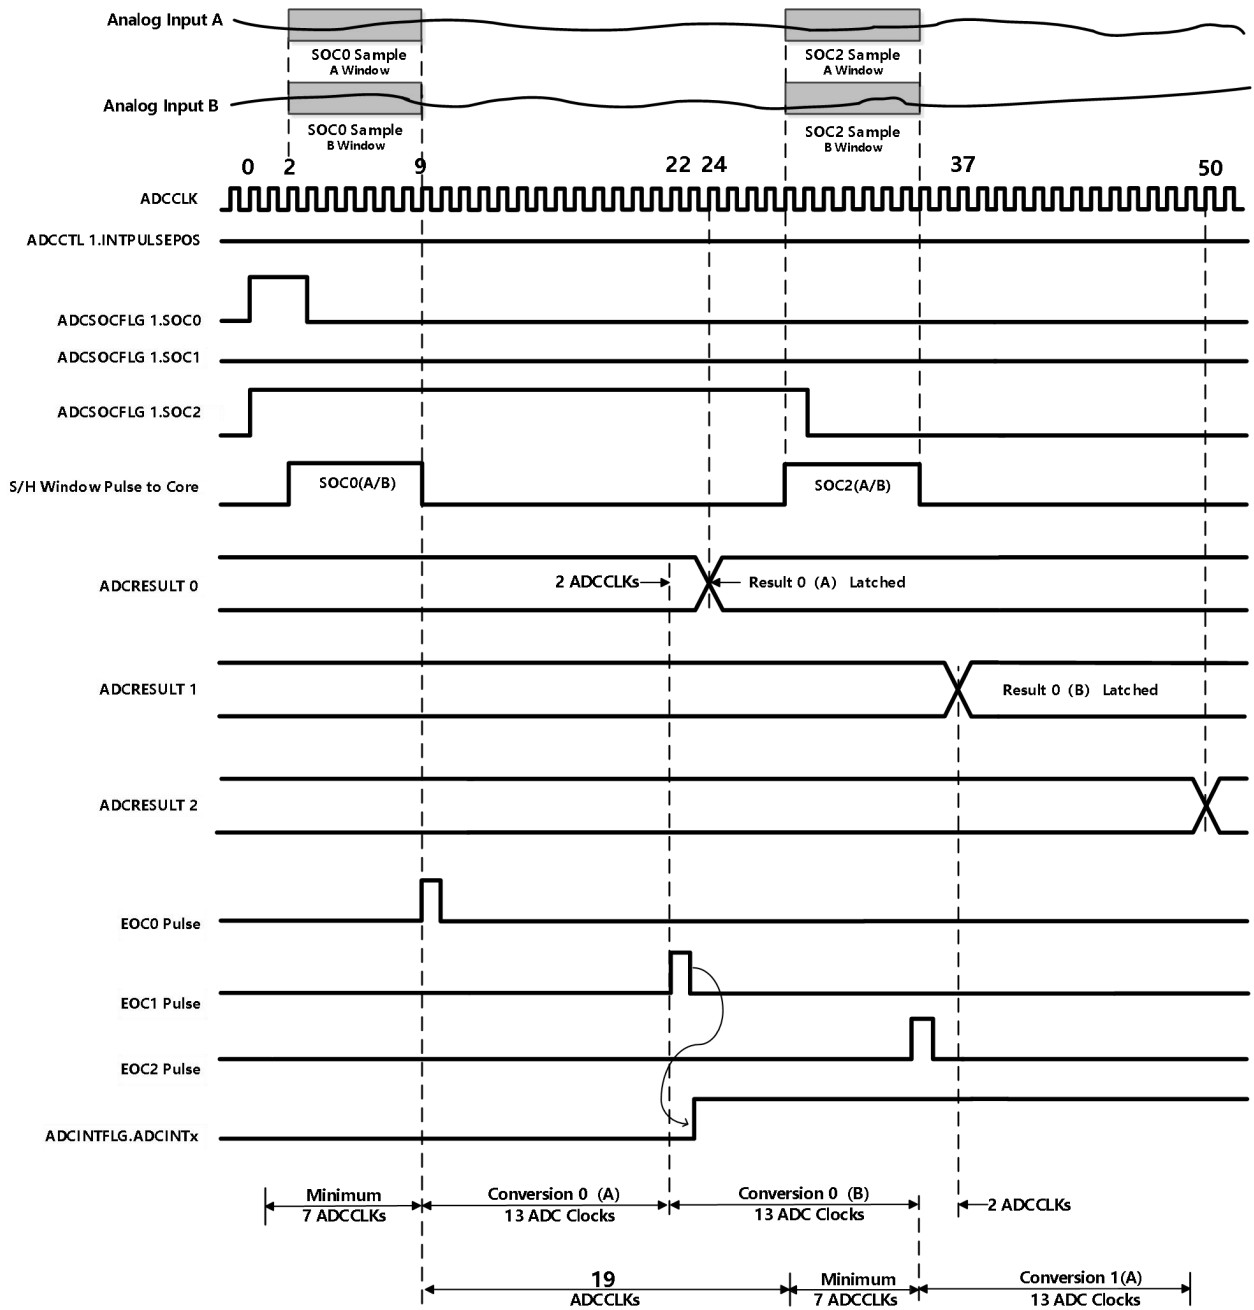 Analog Input A
SOC0 Sample
A Window
SOC2 Sample
A Window
Analog Input B
SOC0 Sample
B Window
SOC2 Sample
B Window
0 2 9 22 24 37 50
ADCCLK
ADCCTL 1.INTPULSEPOS
ADCSOCFLG 1.SOC0
ADCSOCFLG 1.SOC1
ADCSOCFLG 1.SOC2
S/H Window Pulse to Core
SOC0(A/B)
SOC2(A/B)
ADCRESULT 0
2 ADCCLKs
Result 0 (A) Latched
ADCRESULT 1
Result 0 (B) Latched
ADCRESULT 2
EOC0 Pulse
EOC1 Pulse
EOC2 Pulse
ADCINTFLG.ADCINTx
Minimum
7 ADCCLKs
Conversion 0 (A)
13 ADC Clocks
Conversion 0 (B)
13 ADC Clocks
2 ADCCLKs
19
ADCCLKs
Minimum
7 ADCCLKs
Conversion 1(A)
13 ADC Clocks